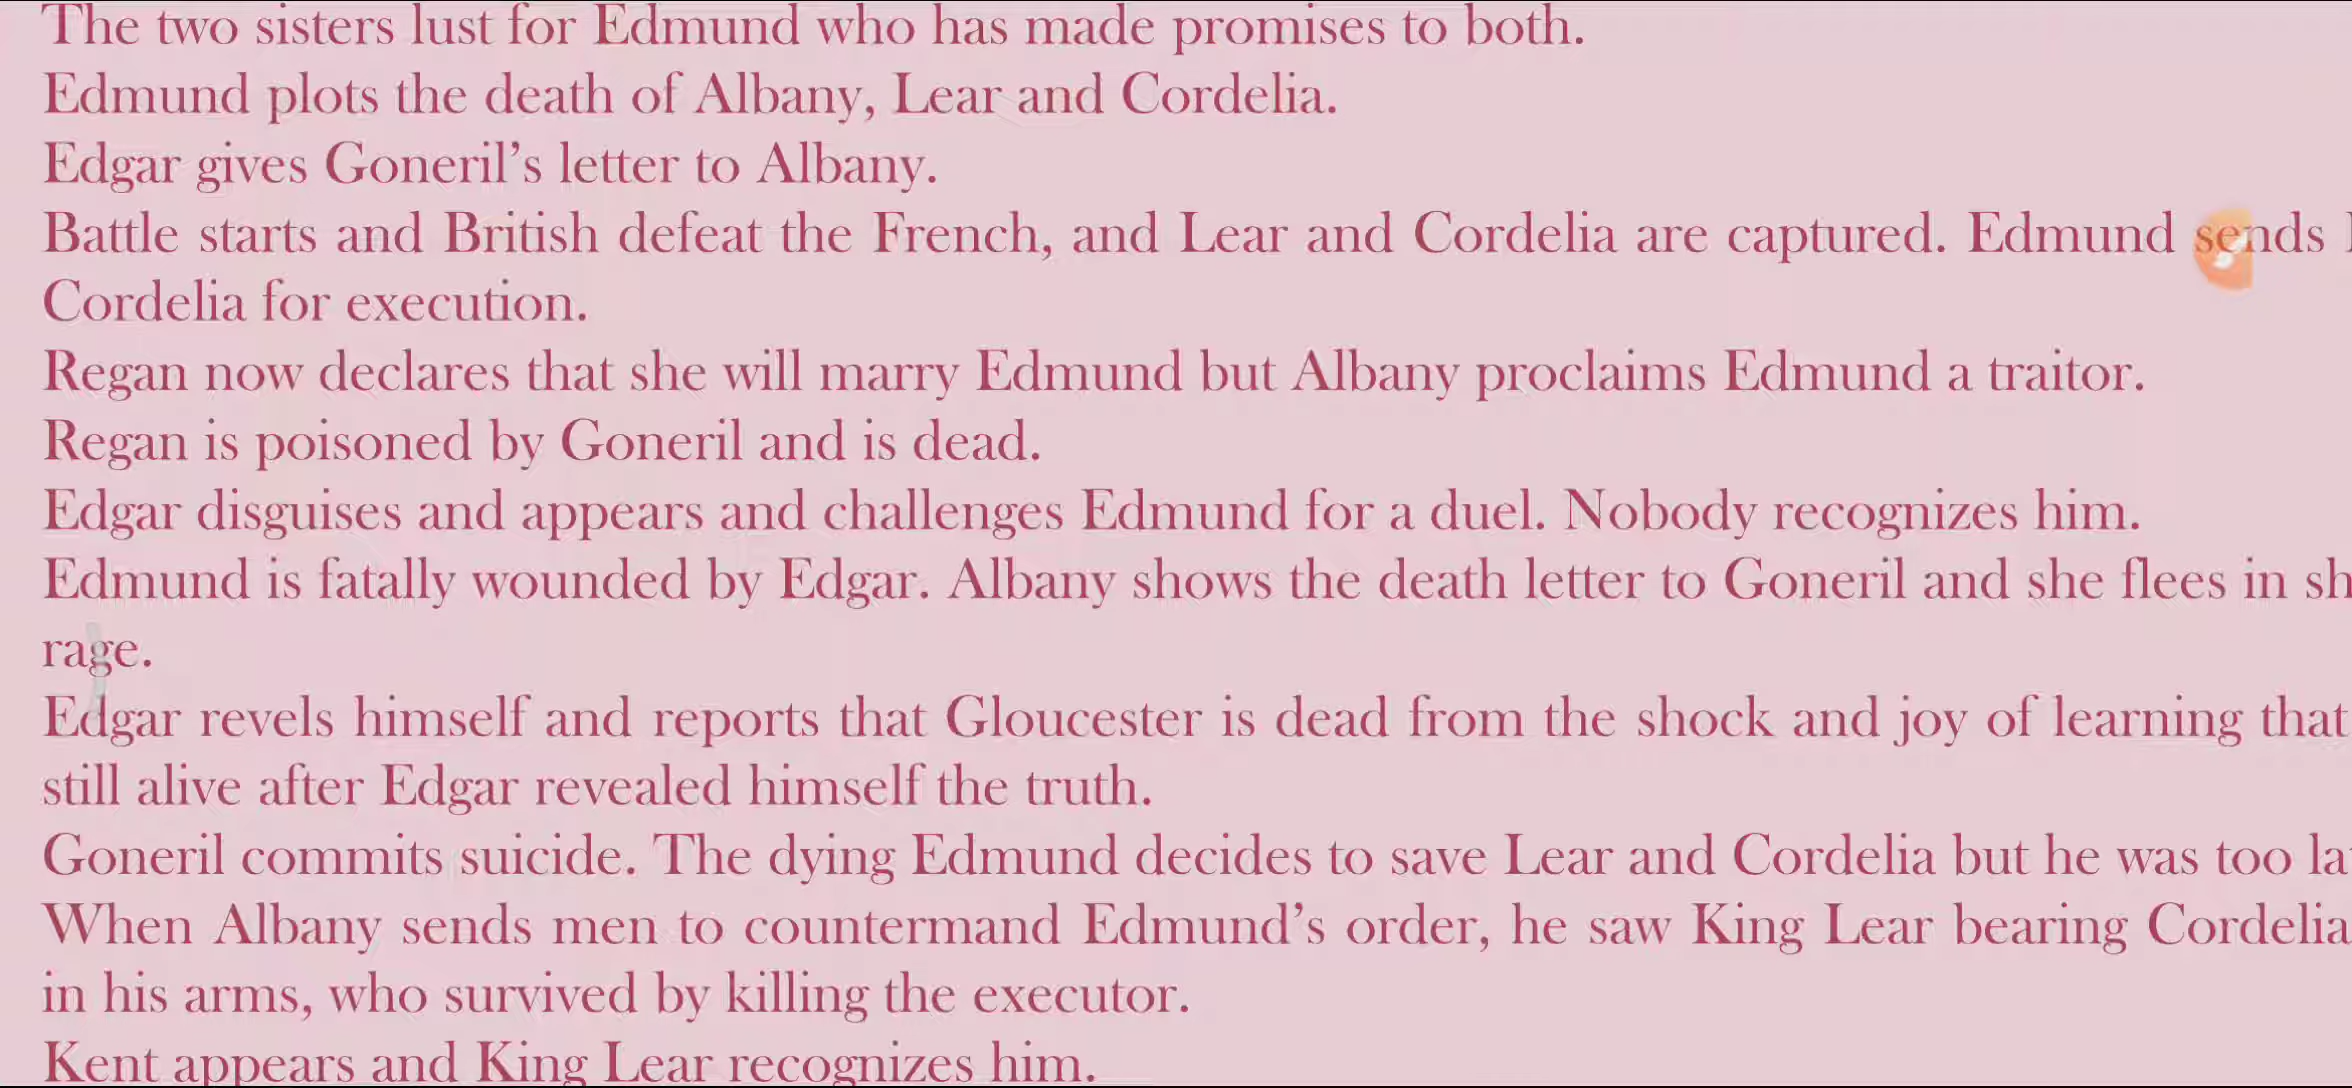 The two sisters lust for Edmund who has made promises to both.
Edmund plots the death of Albany, Lear and Cordelia.
Edgar gives Goneril's letter to Albany.
Battle starts and British defeat the French, and Lear and Cordelia are captured. Edmund sends
Cordelia for execution.
Regan now declares that she will marry Edmund but Albany proclaims Edmund a traitor.
Regan is poisoned by Goneril and is dead.
Edgar disguises and appears and challenges Edmund for a duel. Nobody recognizes him.
Edmund is fatally wounded by Edgar. Albany shows the death letter to Goneril and she flees in
rage.
Edgar revels himself and reports that Gloucester is dead from the shock and joy of learning that
still alive after Edgar revealed himself the truth.
Goneril commits suicide. The dying Edmund decides to save Lear and Cordelia but he was too
When Albany sends men to countermand Edmund's order, he saw King Lear bearing Cordelia
in his arms, who survived by killing the executor.
Kent appears and King Lear recognizes him.